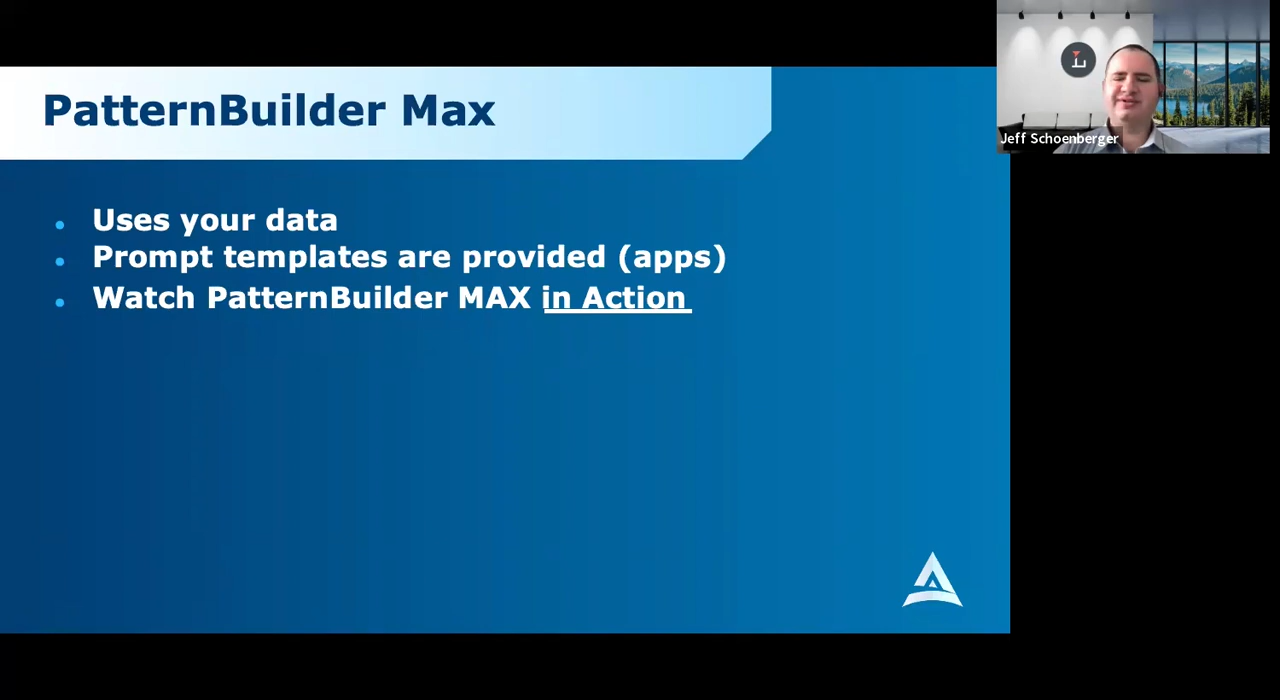 PatternBuilder Max
Uses your data
Prompt templates are provided (apps)
Watch PatternBuilder MAX in Action
Jeff Schoenberger